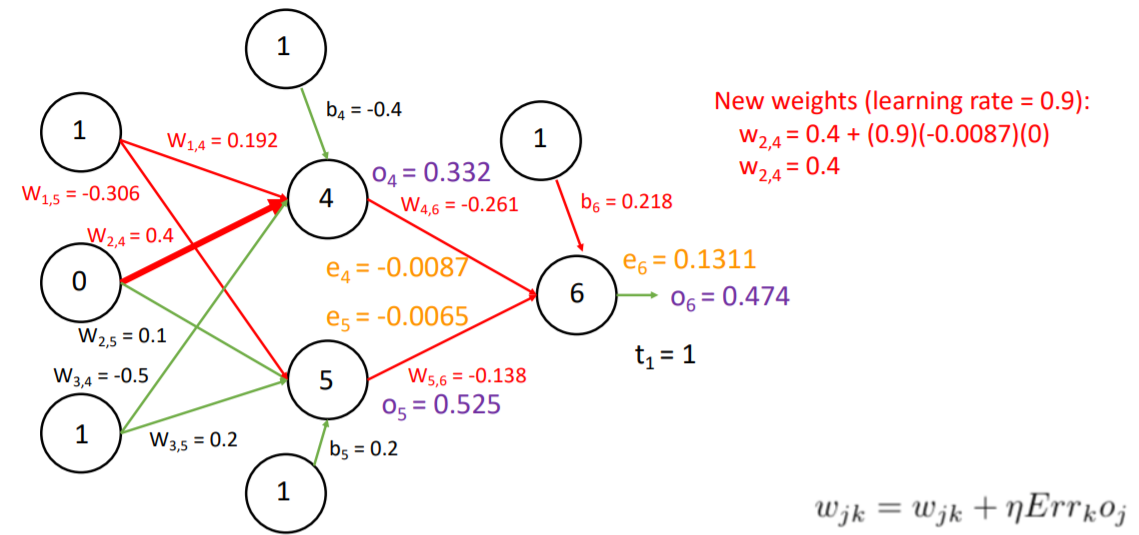 1
b₄ = -0.4
New weights (learning rate = 0.9):
w₂,₄ = 0.4 + (0.9)(-0.0087)(0)
w₂,₄ = 0.4
1
W₁,₄ = 0.192
1
o₄ = 0.332
W₁,₅ = -0.306
4
W₄,₆ = -0.261
b₆ = 0.218
W₂,₄ = 0.4
e₄ = -0.0087
e₆ = 0.1311
0
6
o₆ = 0.474
e₅ = -0.0065
W₂,₅ = 0.1
t₁ = 1
W₃,₄ = -0.5
5
W₅,₆ = -0.138
o₅ = 0.525
1
W₃,₅ = 0.2
b₅ = 0.2
1
wⱼₖ = wⱼₖ + ηErrₖoⱼ